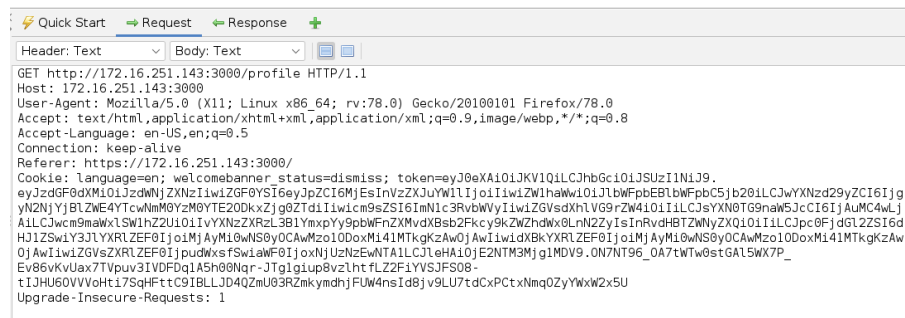 Quick Start Request Response
Header: Text Body: Text
GET http://172.16.251.143:3000/profile HTTP/1.1
Host: 172.16.251.143:3000
User-Agent: Mozilla/5.0 (X11; Linux x86_64; rv:78.0) Gecko/20100101 Firefox/78.0
Accept: text/html,application/xhtml+xml,application/xml;q=0.9,image/webp,*/*;q=0.8
Accept-Language: en-US,en;q=0.5
Connection: keep-alive
Referer: https://172.16.251.143:3000/
Cookie: language=en; welcomebanner_status=dismiss; token=eyJ0eXAiOiJKV1QiLCJhbGciOiJSUzI1NiJ9.
eyJzdGF0dXMiOiJzdWNjZXNzIiwiZGF0YSI6eyJpZCI6MjEsInVzZXJuYW1lIjoiIiwiZW1haWwiOiJlbWFpbEBlbWFpbC5jb20iLCJwYXNzd29yZCI6Ijg
yN2NjYjBlZWE4YTcwNmM0YzM0YTE2ODkxZjg0ZTdiIiwicm9sZSI6ImN1c3RvbWVyIiwiZGVsdXhlVG9rZW4iOiIiLCJsYXN0TG9naW5JcCI6IjAuMC4wLj
AiLCJwcm9maWxlSW1hZ2UiOiIvYXNzZXRzL3B1YmxpYy9pbWFnZXMvdXBsb2Fkcy9kZWZhdWx0LnN2ZyIsInRvdHBTZWNyZXQiOiIiLCJpc0FjdGl2ZSI6d
HJ1ZSwiY3JlYXRlZEF0IjoiMjAyMi0wNS0yOCAwMzo1ODoxMi41MTkgKzAwOjAwIiwidXBkYXRlZEF0IjoiMjAyMi0wNS0yOCAwMzo1ODoxMi41MTkgKzAw
OjAwIiwiZGVsZXRlZEF0IjpudWxsfSwiaWF0IjoxNjUzNzEwNTA1LCJleHAiOjE2NTM3Mjg1MDV9.ON7NT96_OA7tWTw0stGAl5WX7P_
Ev86vKvUax7TVpuv3IVDFDq1A5h00Nqr-JTg1giup8vzlhtfLZ2FiYVSJFSO8-
tIJHU6OVVVoHti7SqHFttC9IBLLJD4QZmU03RZmkymdhjFUW4nsId8jv9LU7tdCxPCtxNmqOZyYWxW2x5U
Upgrade-Insecure-Requests: 1